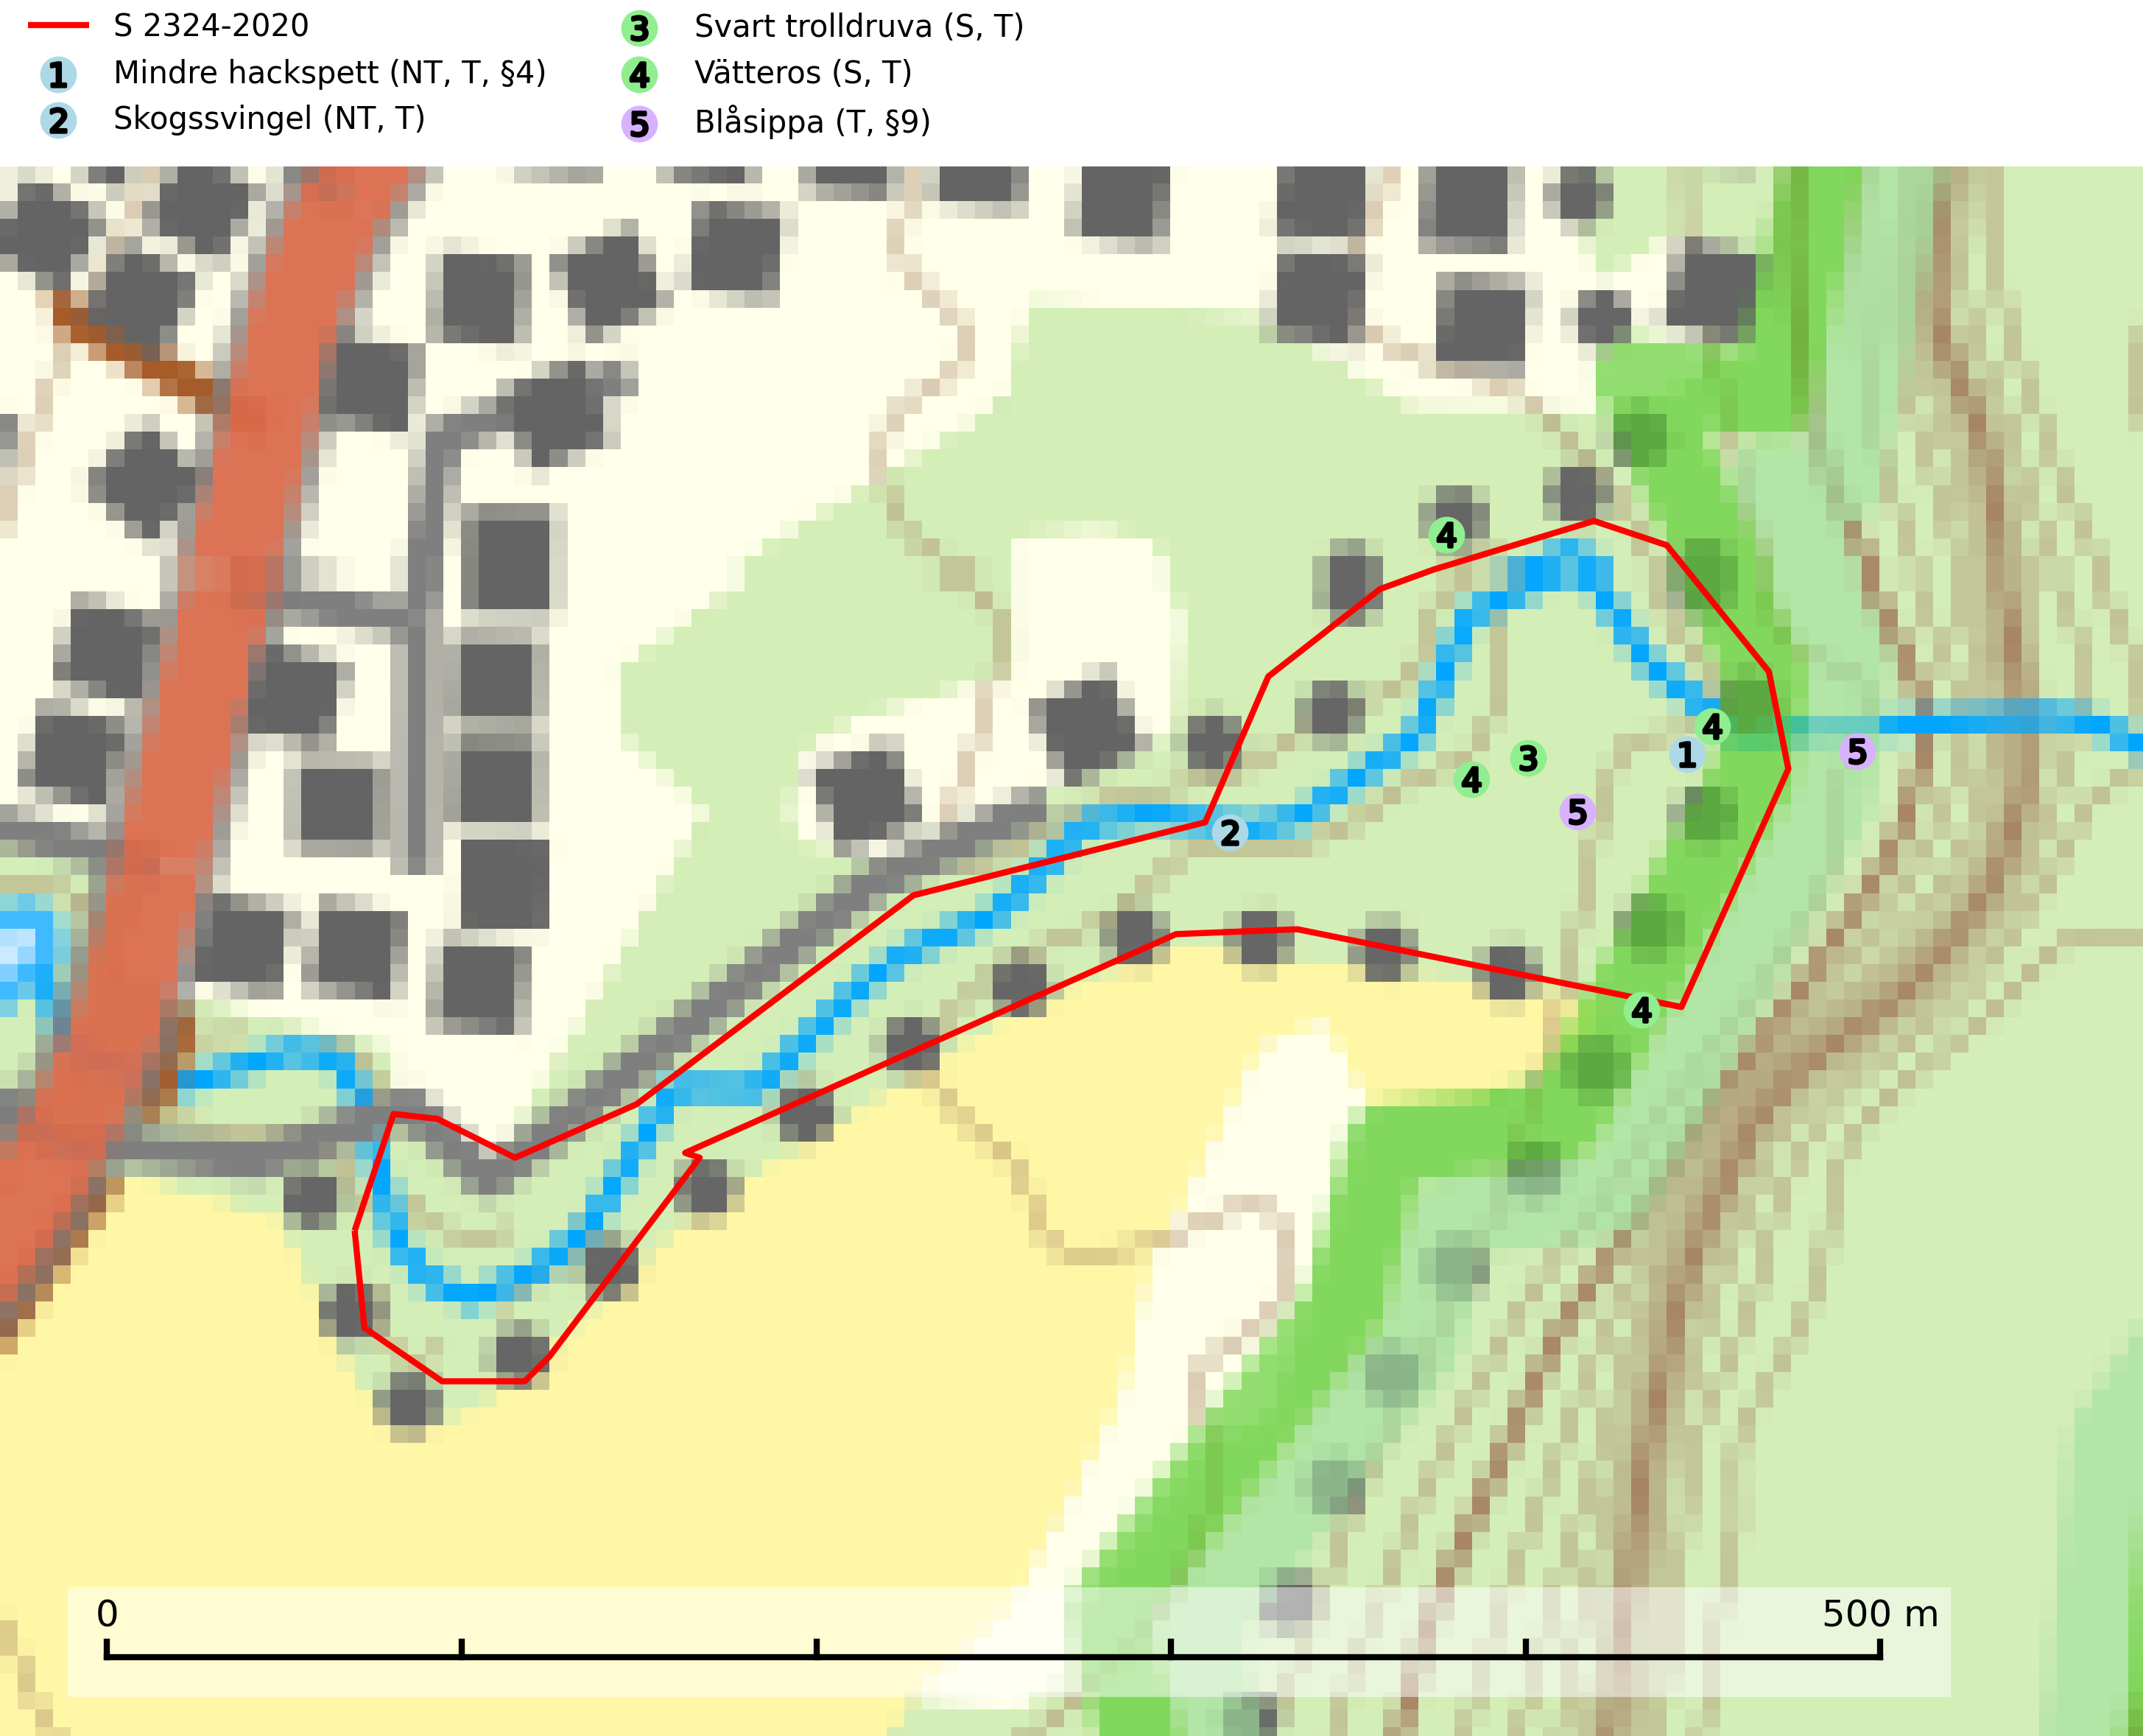 S 2324-2020
1 Mindre hackspett (NT, T, §4)
2 Skogssvingel (NT, T)
3 Svart trolldruva (S, T)
4 Vätteros (S, T)
5 Blåsippa (T, §9)
4
4
1
5
3
4
5
2
4
0 500 m